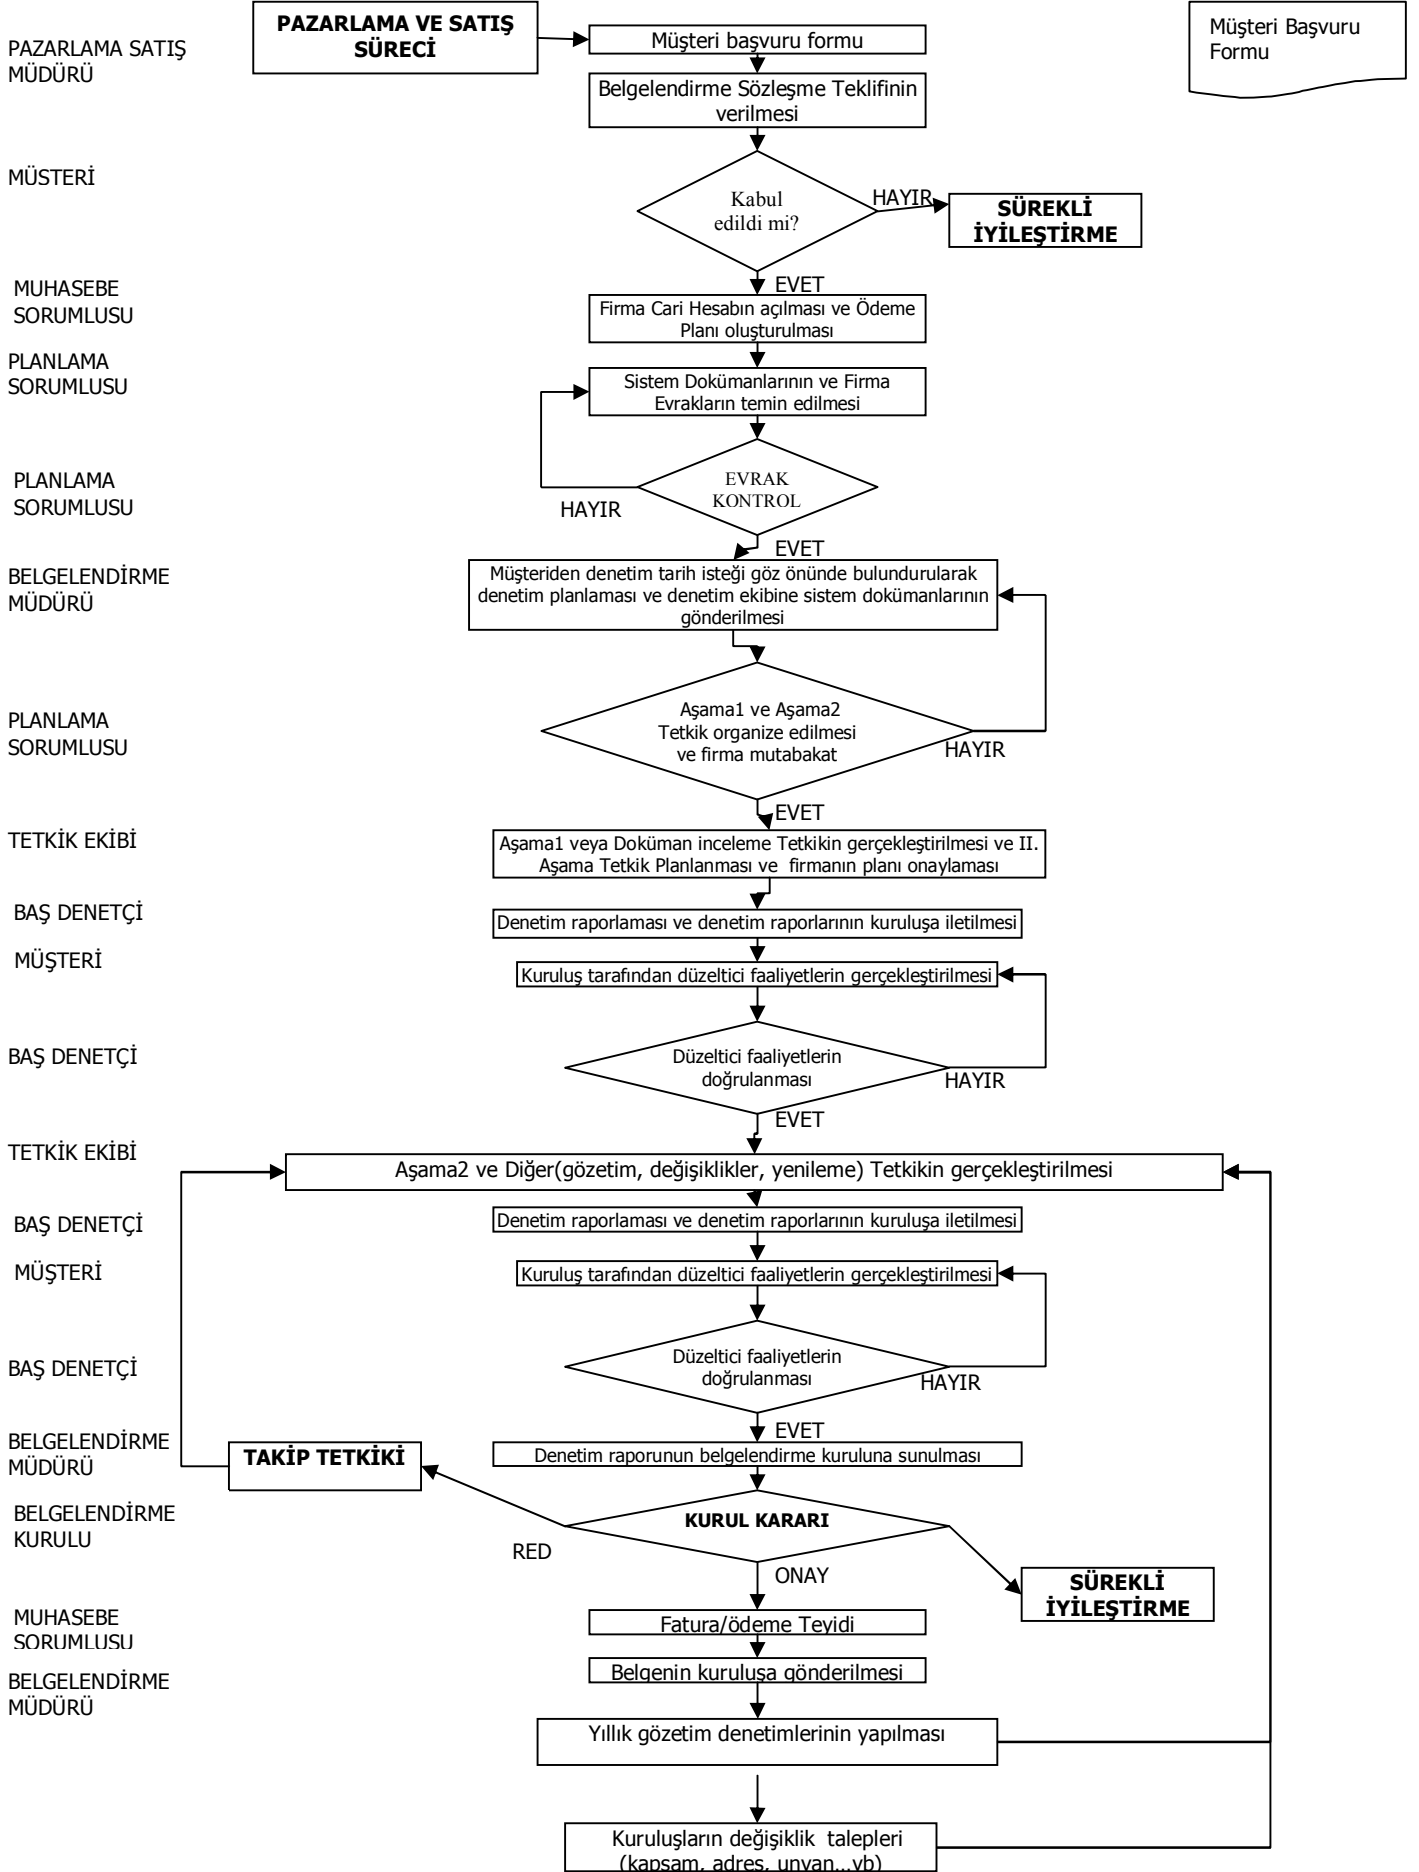 PAZARLAMA VE SATIŞ
SÜRECİ
Müşteri başvuru formu
Müşteri Başvuru
Formu
PAZARLAMA SATIŞ
MÜDÜRÜ
Belgelendirme Sözleşme Teklifinin
verilmesi
MÜSTERİ
Kabul
edildi mi?
HAYIR
SÜREKLİ
İYİLEŞTİRME
EVET
MUHASEBE
SORUMLUSU
Firma Cari Hesabın açılması ve Ödeme
Planı oluşturulması
PLANLAMA
SORUMLUSU
Sistem Dokümanlarının ve Firma
Evrakların temin edilmesi
PLANLAMA
SORUMLUSU
EVRAK
KONTROL
HAYIR
EVET
BELGELENDİRME
MÜDÜRÜ
Müşteriden denetim tarih isteği göz önünde bulundurularak
denetim planlaması ve denetim ekibine sistem dokümanlarının
gönderilmesi
PLANLAMA
SORUMLUSU
Aşama1 ve Aşama2
Tetkik organize edilmesi
ve firma mutabakat
HAYIR
EVET
TETKİK EKİBİ
Aşama1 veya Doküman inceleme Tetkikin gerçekleştirilmesi ve II.
Aşama Tetkik Planlanması ve  firmanın planı onaylaması
BAŞ DENETÇİ
Denetim raporlaması ve denetim raporlarının kuruluşa iletilmesi
MÜŞTERİ
Kuruluş tarafından düzeltici faaliyetlerin gerçekleştirilmesi
BAŞ DENETÇİ
Düzeltici faaliyetlerin
doğrulanması
HAYIR
EVET
TETKİK EKİBİ
Aşama2 ve Diğer(gözetim, değişiklikler, yenileme) Tetkikin gerçekleştirilmesi
BAŞ DENETÇİ
Denetim raporlaması ve denetim raporlarının kuruluşa iletilmesi
MÜŞTERİ
Kuruluş tarafından düzeltici faaliyetlerin gerçekleştirilmesi
BAŞ DENETÇİ
Düzeltici faaliyetlerin
doğrulanması
HAYIR
EVET
BELGELENDİRME
MÜDÜRÜ
TAKİP TETKİKİ
Denetim raporunun belgelendirme kuruluna sunulması
BELGELENDİRME
KURULU
KURUL KARARI
RED
ONAY
SÜREKLİ
İYİLEŞTİRME
MUHASEBE
SORUMLUSU
Fatura/ödeme Teyidi
BELGELENDİRME
MÜDÜRÜ
Belgenin kuruluşa gönderilmesi
Yıllık gözetim denetimlerinin yapılması
Kuruluşların değişiklik  talepleri
(kapsam, adres, unvan...vb)